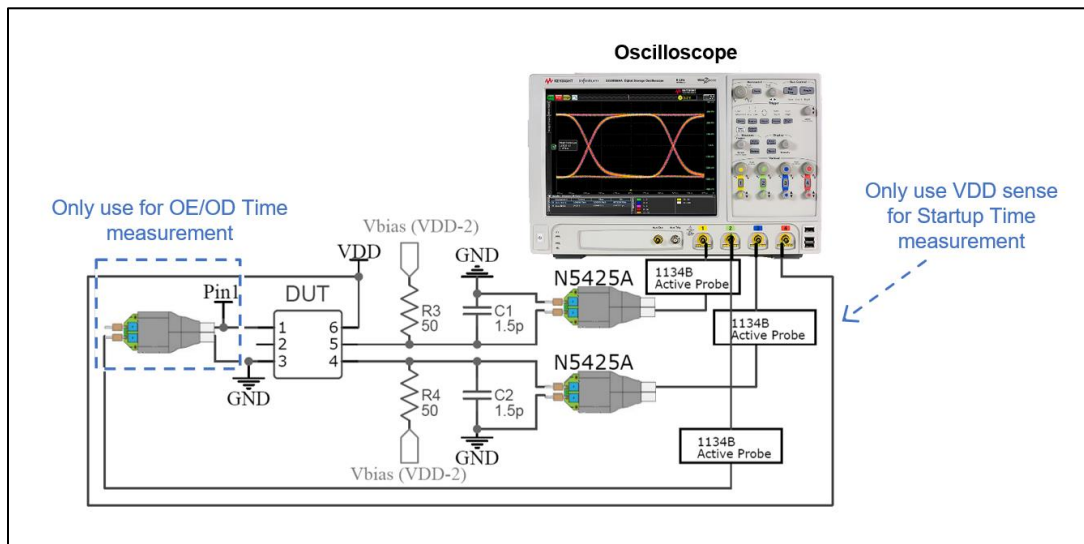 Oscilloscope
KEYSIGHT
Only use for OE/OD Time
measurement
Only use VDD sense
for Startup Time
measurement
Vbias (VDD-2)
VDD
GND
N5425A
1134B
Active Probe
Pin1
DUT
R3
50
C1
1.5p
1134B
Active Probe
1
2
3
6
5
4
N5425A
GND
R4
50
C2
1.5p
GND
1134B
Active Probe
Vbias (VDD-2)